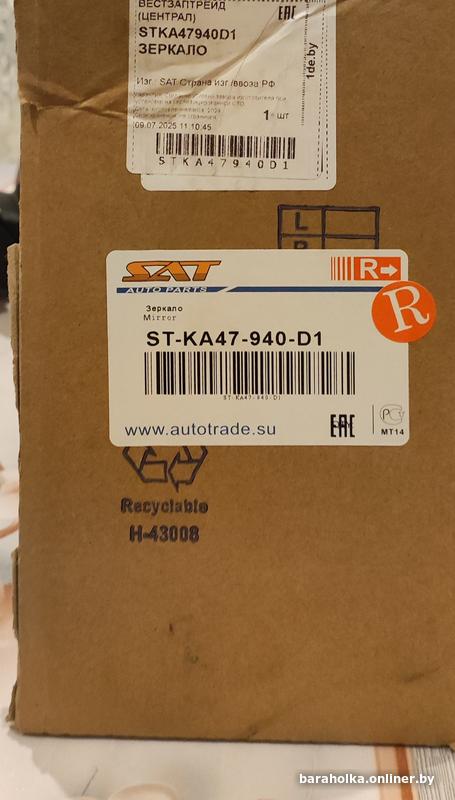 ВЕСТЗАПТРЕЙД
(ЦЕНТРАЛ)
STKA47940D1
ЗЕРКАЛО
EAC
1de.by
Изг.: SAT Страна изг./ввоза РФ
1 шт
09.07.2025 11:10:45
STKA47940D1
L
R
SAT
AUTO PARTS
R
R
Зеркало
Mirror
ST-KA47-940-D1
ST-KA47-940-D1
www.autotrade.su
EAC
РСТ
MT14
Recyclable
H-43008
baraholka.onliner.by